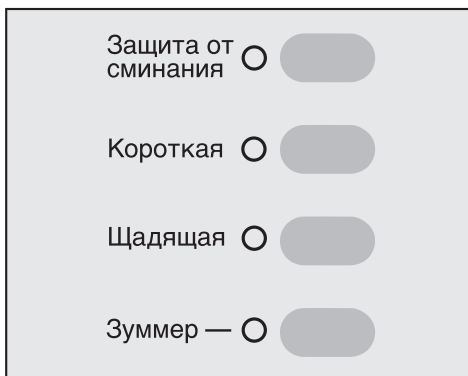 Защита от
сминания
Короткая
Щадящая
Зуммер —